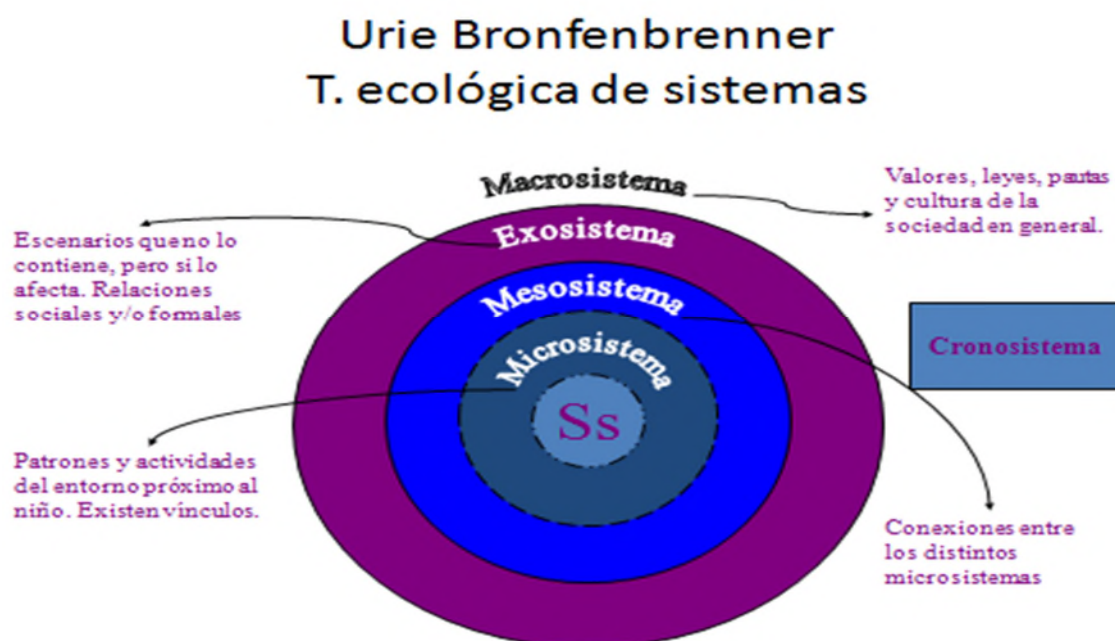 Urie Bronfenbrenner
T. ecológica de sistemas
Macrosistema
Valores, leyes, pautas
y cultura de la
sociedad en general.
Exosistema
Escenarios que no lo
contiene, pero si lo
afecta. Relaciones
sociales y/o formales
Mesosistema
Cronosistema
Microsistema
Ss
Patrones y actividades
del entorno próximo al
niño. Existen vínculos.
Conexiones entre
los distintos
microsistemas